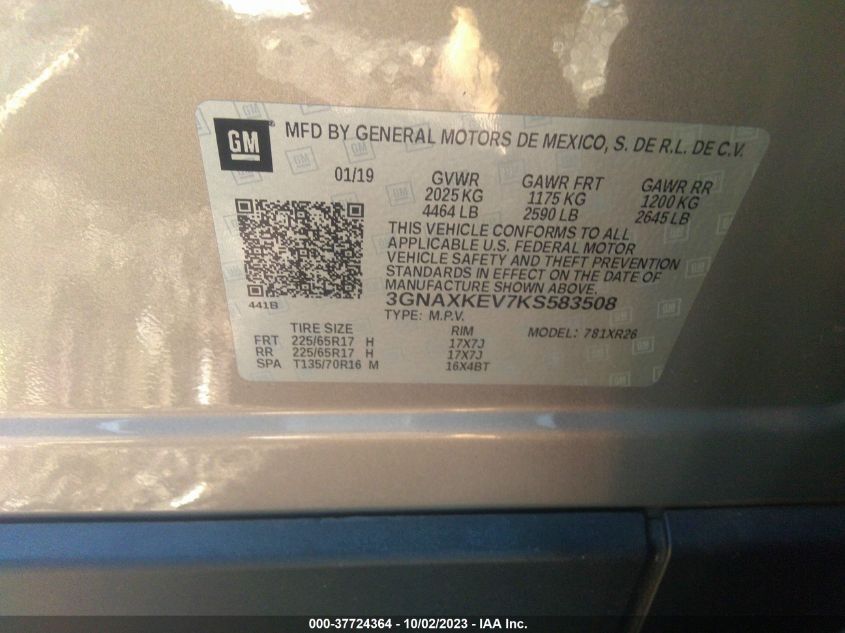 GM MFD BY GENERAL MOTORS DE MEXICO, S. DE R.L. DE C.V.
01/19 GVWR GAWR FRT GAWR RR
2025 KG 1175 KG 1200 KG
4464 LB 2590 LB 2645 LB
THIS VEHICLE CONFORMS TO ALL
APPLICABLE U.S. FEDERAL MOTOR
VEHICLE SAFETY AND THEFT PREVENTION
STANDARDS IN EFFECT ON THE DATE OF
MANUFACTURE SHOWN ABOVE.
441B 3GNAXKEV7KS583508
TYPE: M.P.V. MODEL: 781XR26
TIRE SIZE RIM
FRT 225/65R17 H 17X7J
RR 225/65R17 H 17X7J
SPA T135/70R16 M 16X4BT
000-37724364 - 10/02/2023 - IAA Inc.